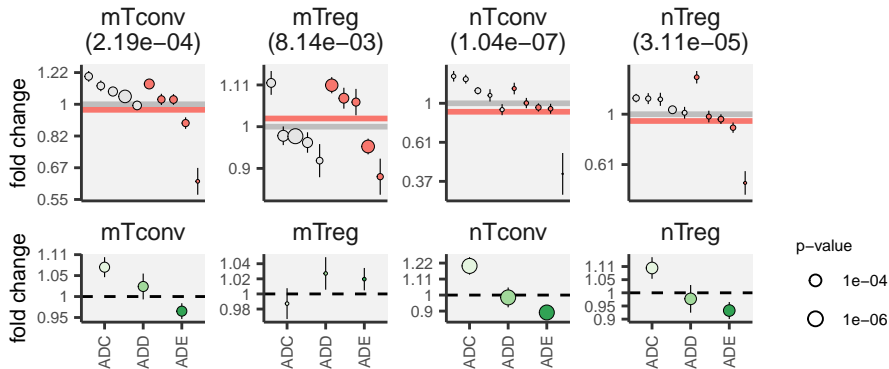 mTconv
(2.19e−04)
mTreg
(8.14e−03)
nTconv
(1.04e−07)
nTreg
(3.11e−05)
fold change
1.22
1
0.82
0.67
0.55
1.11
1
0.9
1
0.61
0.37
1
0.61
mTconv
mTreg
nTconv
nTreg
fold change
1.11
1.05
1
0.95
1.04
1.02
1
0.98
1.22
1.11
1
0.9
1.11
1.05
1
0.95
0.9
ADC
ADD
ADE
ADC
ADD
ADE
ADC
ADD
ADE
ADC
ADD
ADE
p−value
1e−04
1e−06